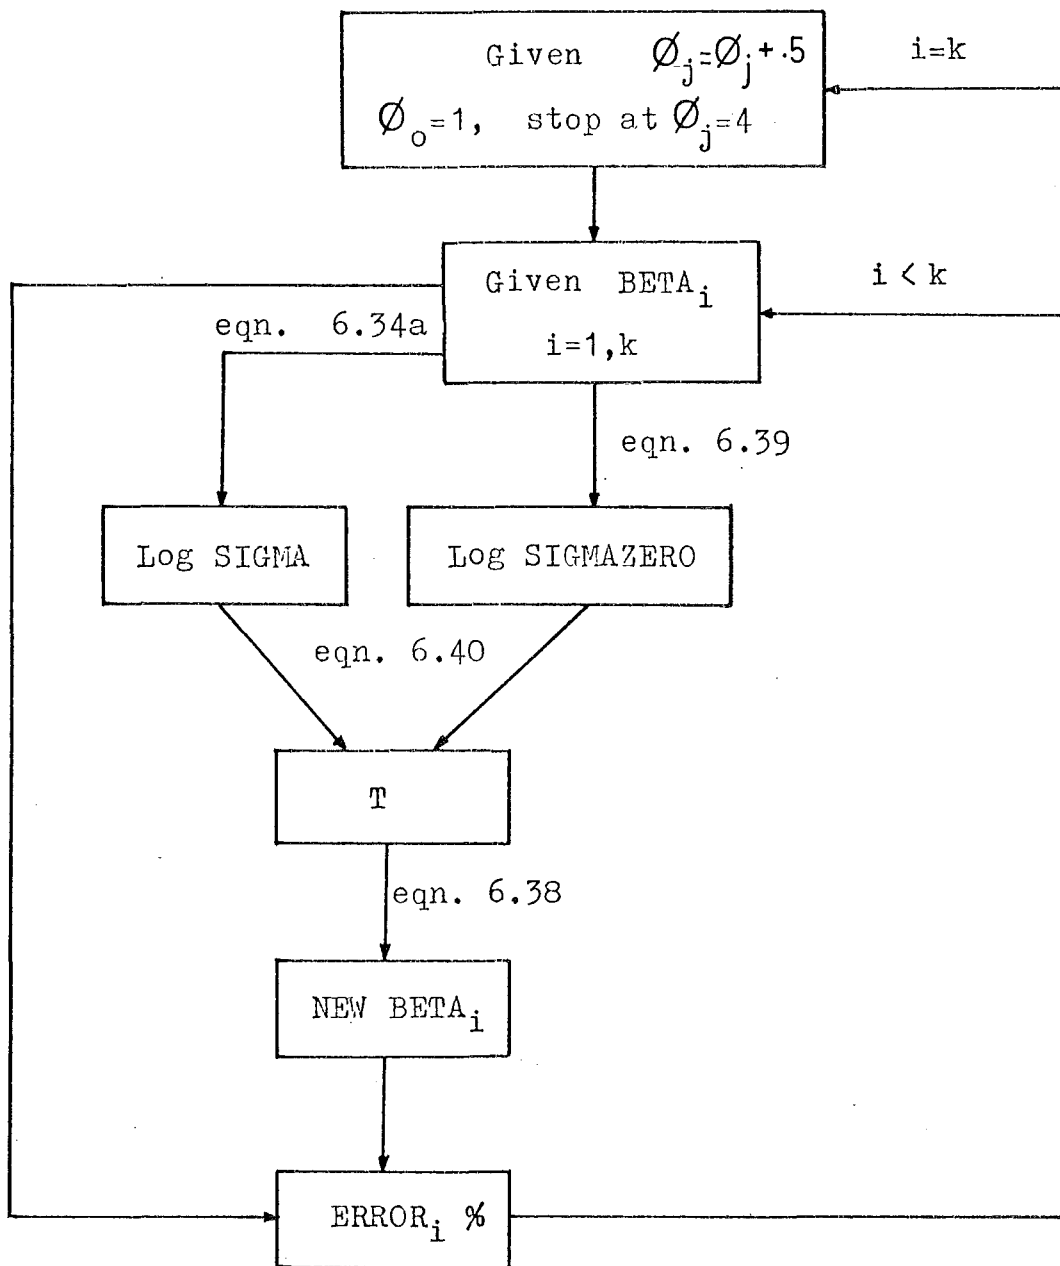 Given Ø_j=Ø_j+.5
i=k
Ø_o=1, stop at Ø_j=4
Given BETA_i
i=1,k
i < k
eqn. 6.34a
eqn. 6.39
Log SIGMA
Log SIGMAZERO
eqn. 6.40
T
eqn. 6.38
NEW BETA_i
ERROR_i %